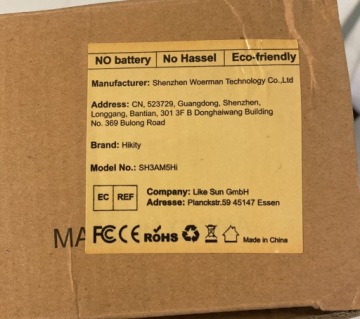 NO battery No Hassel Eco-friendly
Manufacturer: Shenzhen Woerman Technology Co.,Ltd
Address: CN, 523729, Guangdong, Shenzhen,
Longgang, Bantian, 301 3F B Donghaiwang Building
No. 369 Bulong Road
Brand: Hikity
Model No.: SH3AM5Hi
EC REF
Company: Like Sun GmbH
Adresse: Planckstr.59 45147 Essen
MA
FC CE RoHS Made in China